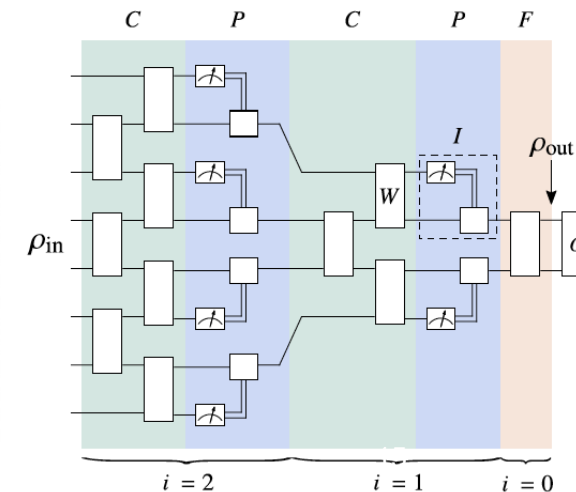 C P C P F
I
ρout
W
ρin
i = 2 i = 1 i = 0